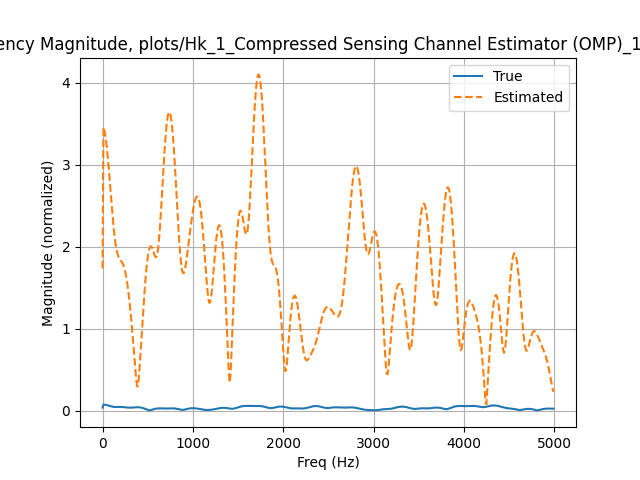 ency Magnitude, plots/Hk_1_Compressed Sensing Channel Estimator (OMP)_1
True
Estimated
Magnitude (normalized)
4
3
2
1
0
0 1000 2000 3000 4000 5000
Freq (Hz)